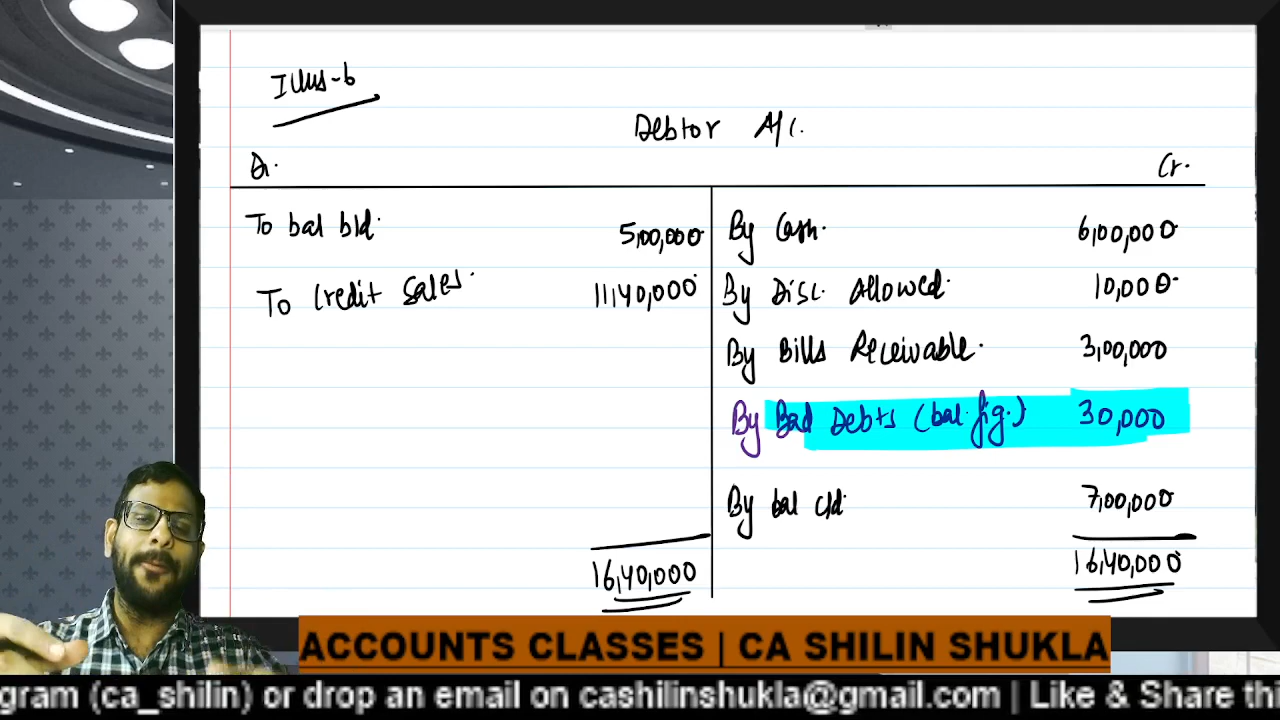 Illus-6
Debtor A/c.
Dr. Cr.
To bal b/d. 5,00,000 By Cash. 6,00,000
To Credit Sales. 11,40,000 By Disc. Allowed. 10,000
By Bills Receivable. 3,00,000
By Bad Debts (bal. fig.) 30,000
By bal c/d. 7,00,000
16,40,000 16,40,000
ACCOUNTS CLASSES | CA SHILIN SHUKLA
gram (ca_shilin) or drop an email on cashilinshukla@gmail.com | Like & Share thi